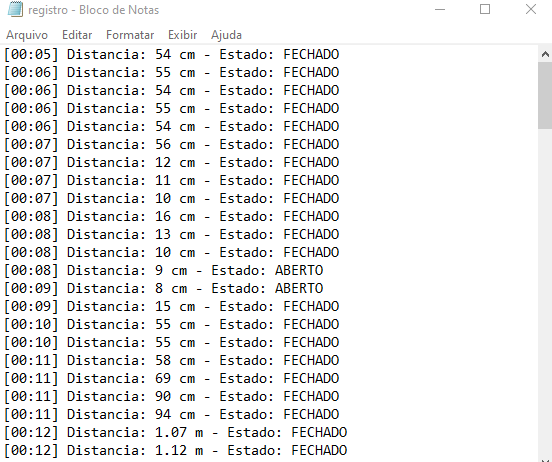 registro - Bloco de Notas
Arquivo Editar Formatar Exibir Ajuda
[00:05] Distancia: 54 cm - Estado: FECHADO
[00:06] Distancia: 55 cm - Estado: FECHADO
[00:06] Distancia: 54 cm - Estado: FECHADO
[00:06] Distancia: 55 cm - Estado: FECHADO
[00:06] Distancia: 54 cm - Estado: FECHADO
[00:07] Distancia: 56 cm - Estado: FECHADO
[00:07] Distancia: 12 cm - Estado: FECHADO
[00:07] Distancia: 11 cm - Estado: FECHADO
[00:07] Distancia: 10 cm - Estado: FECHADO
[00:08] Distancia: 16 cm - Estado: FECHADO
[00:08] Distancia: 13 cm - Estado: FECHADO
[00:08] Distancia: 10 cm - Estado: FECHADO
[00:08] Distancia: 9 cm - Estado: ABERTO
[00:09] Distancia: 8 cm - Estado: ABERTO
[00:09] Distancia: 15 cm - Estado: FECHADO
[00:10] Distancia: 55 cm - Estado: FECHADO
[00:10] Distancia: 55 cm - Estado: FECHADO
[00:11] Distancia: 58 cm - Estado: FECHADO
[00:11] Distancia: 69 cm - Estado: FECHADO
[00:11] Distancia: 90 cm - Estado: FECHADO
[00:11] Distancia: 94 cm - Estado: FECHADO
[00:12] Distancia: 1.07 m - Estado: FECHADO
[00:12] Distancia: 1.12 m - Estado: FECHADO